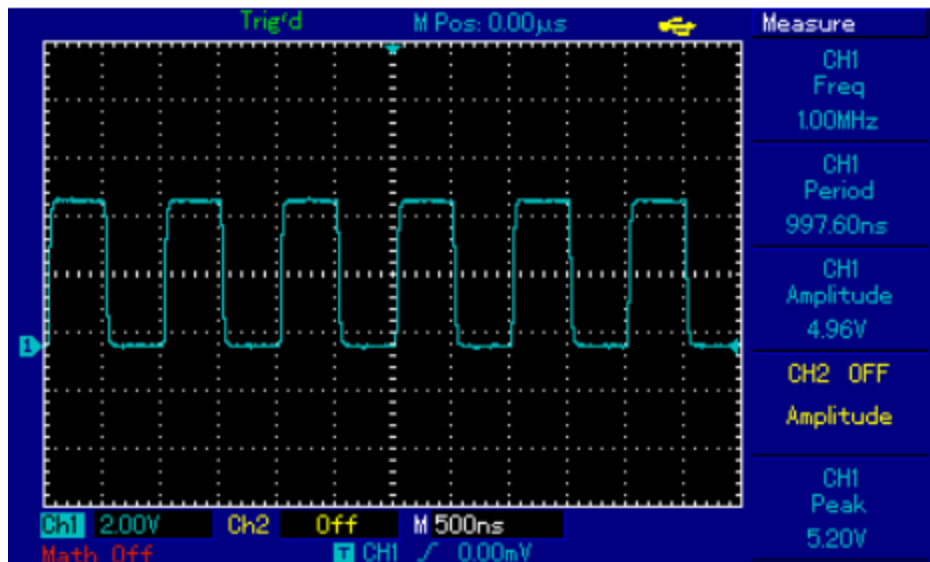 Trig'd M Pos: 0.00μs Measure
CH1
Freq
1.00MHz
CH1
Period
997.60ns
CH1
Amplitude
4.96V
1
CH2 OFF
Amplitude
CH1
Peak
5.20V
Ch1 2.00V Ch2 Off M 500ns
Math Off T CH1 0.00mV